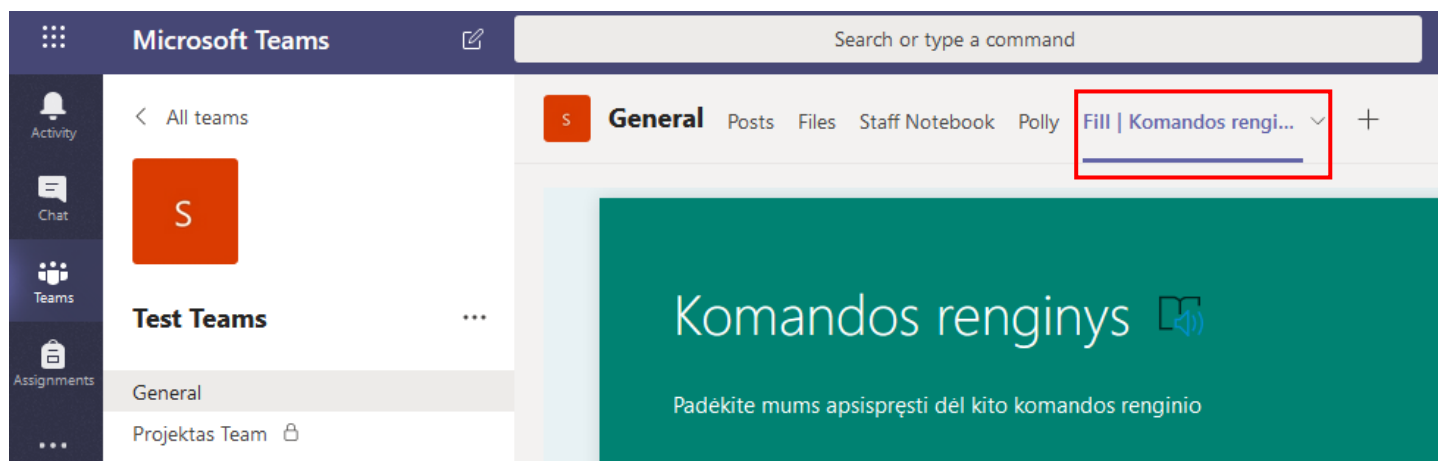 Microsoft Teams
Search or type a command
Activity
Chat
Teams
Assignments
All teams
S
Test Teams
General
Projektas Team
S General Posts Files Staff Notebook Polly Fill | Komandos rengi...
Komandos renginys
Padėkite mums apsispręsti dėl kito komandos renginio